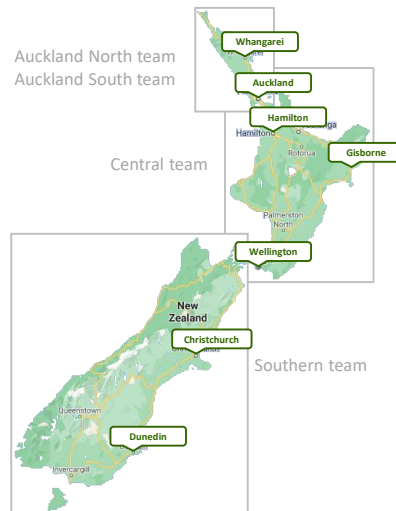 Whangarei
Auckland North team
Auckland South team
Auckland
Hamilton
Hamilton
Rotorua
Gisborne
Central team
Palmerston
North
Wellington
New
Zealand
Christchurch
Southern team
Queenstown
Dunedin
Invercargill